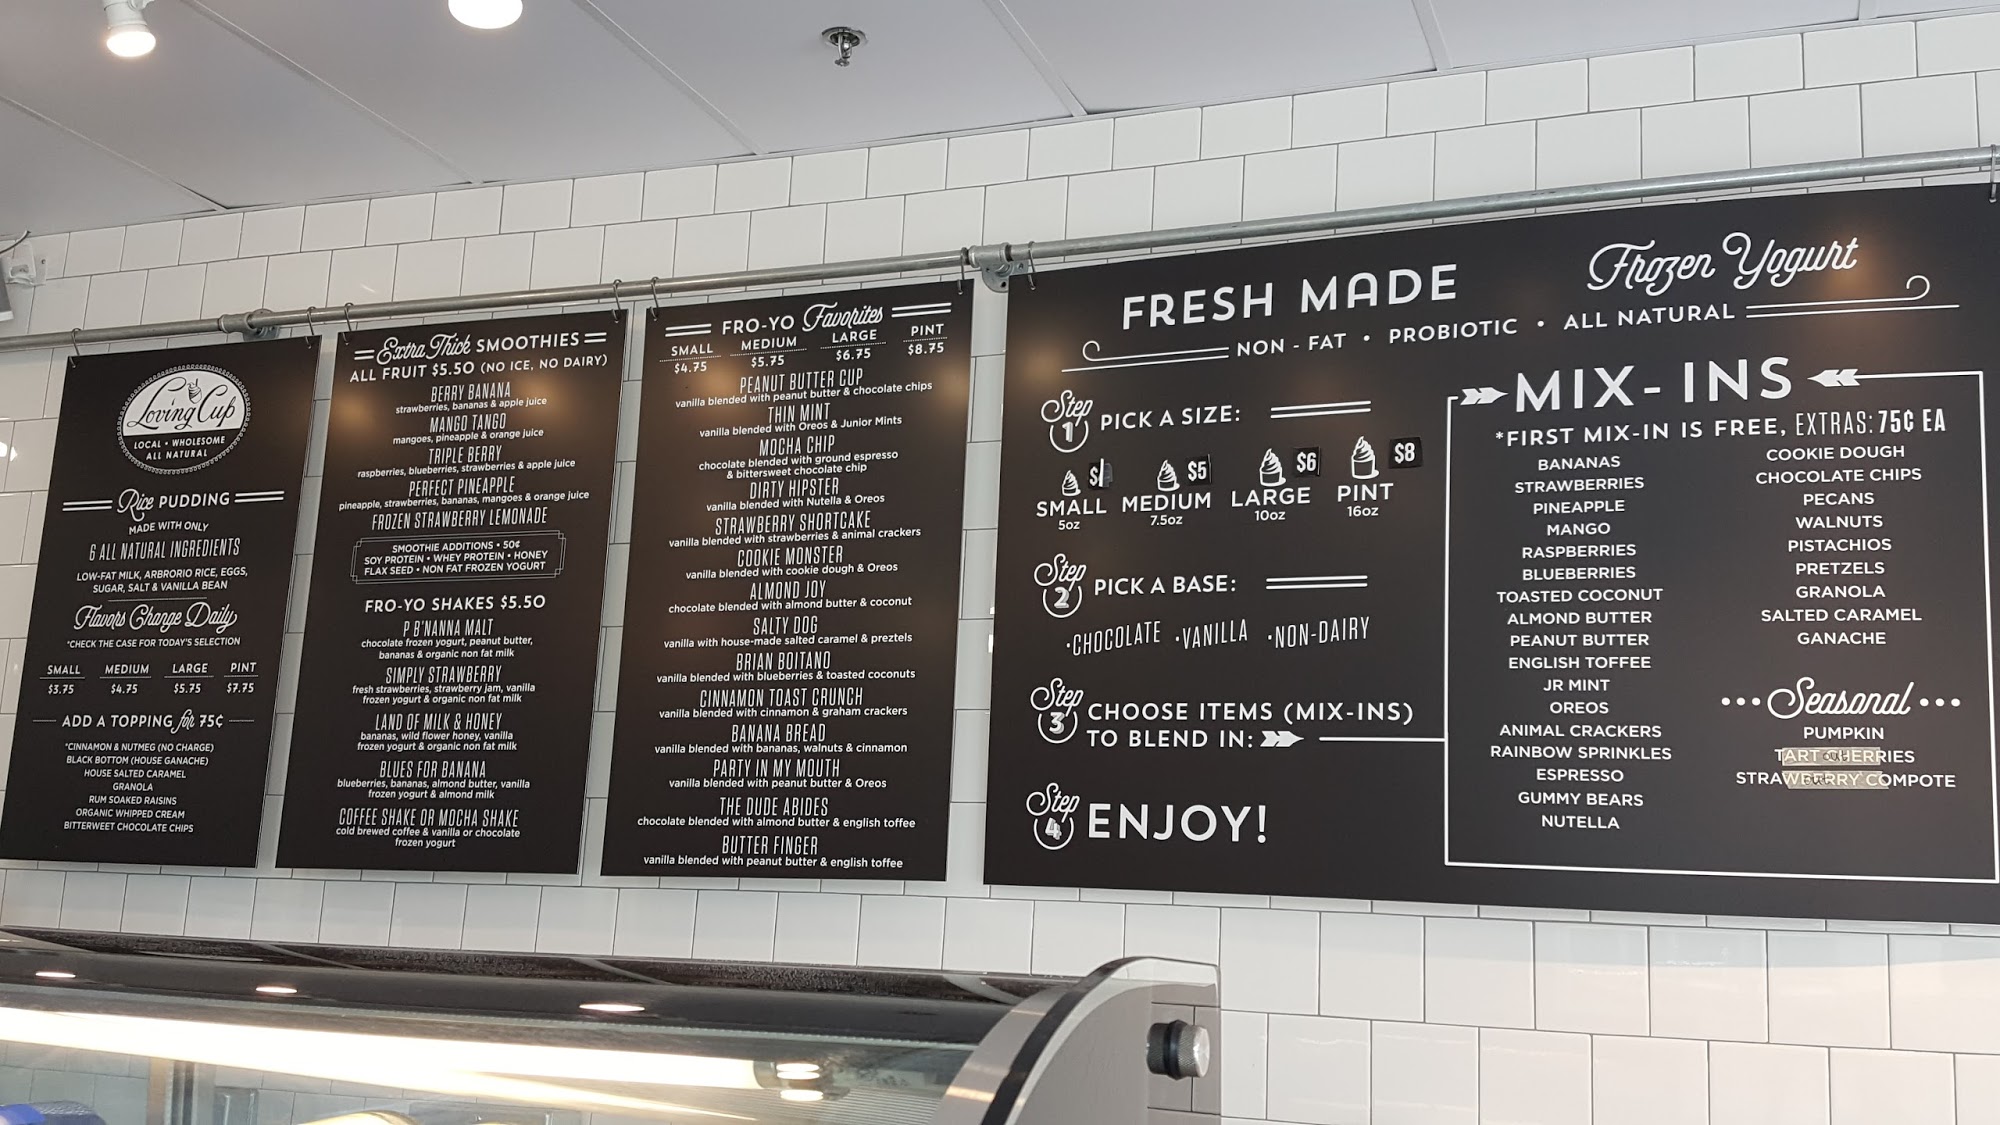 Loving Cup
LOCAL • WHOLESOME
ALL NATURAL
Rice PUDDING
MADE WITH ONLY
6 ALL NATURAL INGREDIENTS
LOW-FAT MILK, ARBRORIO RICE, EGGS,
SUGAR, SALT & VANILLA BEAN
Flavors Change Daily
*CHECK THE CASE FOR TODAY'S SELECTION
SMALL MEDIUM LARGE PINT
$3.75 $4.75 $5.75 $7.75
ADD A TOPPING for 75¢
*CINNAMON & NUTMEG (NO CHARGE)
BLACK BOTTOM (HOUSE GANACHE)
HOUSE SALTED CARAMEL
GRANOLA
RUM SOAKED RAISINS
ORGANIC WHIPPED CREAM
BITTERWEET CHOCOLATE CHIPS
Extra Thick SMOOTHIES
ALL FRUIT $5.50 (NO ICE, NO DAIRY)
BERRY BANANA
strawberries, bananas & apple juice
MANGO TANGO
mangoes, pineapple & orange juice
TRIPLE BERRY
raspberries, blueberries, strawberries & apple juice
PERFECT PINEAPPLE
pineapple, strawberries, bananas, mangoes & orange juice
FROZEN STRAWBERRY LEMONADE
SMOOTHIE ADDITIONS • 50¢
SOY PROTEIN • WHEY PROTEIN • HONEY
FLAX SEED • NON FAT FROZEN YOGURT
FRO-YO SHAKES $5.50
P B'NANNA MALT
chocolate frozen yogurt, peanut butter,
bananas & organic non fat milk
SIMPLY STRAWBERRY
fresh strawberries, strawberry jam, vanilla
frozen yogurt & organic non fat milk
LAND OF MILK & HONEY
bananas, wild flower honey, vanilla
frozen yogurt & organic non fat milk
BLUES FOR BANANA
blueberries, bananas, almond butter, vanilla
frozen yogurt & almond milk
COFFEE SHAKE OR MOCHA SHAKE
cold brewed coffee & vanilla or chocolate
frozen yogurt
FRO-YO Favorites
SMALL MEDIUM LARGE PINT
$4.75 $5.75 $6.75 $8.75
PEANUT BUTTER CUP
vanilla blended with peanut butter & chocolate chips
THIN MINT
vanilla blended with Oreos & Junior Mints
MOCHA CHIP
chocolate blended with ground espresso
& bittersweet chocolate chip
DIRTY HIPSTER
vanilla blended with Nutella & Oreos
STRAWBERRY SHORTCAKE
vanilla blended with strawberries & animal crackers
COOKIE MONSTER
vanilla blended with cookie dough & Oreos
ALMOND JOY
chocolate blended with almond butter & coconut
SALTY DOG
vanilla with house-made salted caramel & preztels
BRIAN BOITANO
vanilla blended with blueberries & toasted coconuts
CINNAMON TOAST CRUNCH
vanilla blended with cinnamon & graham crackers
BANANA BREAD
vanilla blended with bananas, walnuts & cinnamon
PARTY IN MY MOUTH
vanilla blended with peanut butter & Oreos
THE DUDE ABIDES
chocolate blended with almond butter & english toffee
BUTTER FINGER
vanilla blended with peanut butter & english toffee
FRESH MADE Frozen Yogurt
NON - FAT • PROBIOTIC • ALL NATURAL
Step 1 PICK A SIZE:
$ $5 $6 $8
SMALL MEDIUM LARGE PINT
5oz 7.5oz 10oz 16oz
Step 2 PICK A BASE:
•CHOCOLATE •VANILLA •NON-DAIRY
Step 3 CHOOSE ITEMS (MIX-INS)
TO BLEND IN:
Step 4 ENJOY!
MIX-INS
*FIRST MIX-IN IS FREE, EXTRAS: 75¢ EA
BANANAS
STRAWBERRIES
PINEAPPLE
MANGO
RASPBERRIES
BLUEBERRIES
TOASTED COCONUT
ALMOND BUTTER
PEANUT BUTTER
ENGLISH TOFFEE
JR MINT
OREOS
ANIMAL CRACKERS
RAINBOW SPRINKLES
ESPRESSO
GUMMY BEARS
NUTELLA
COOKIE DOUGH
CHOCOLATE CHIPS
PECANS
WALNUTS
PISTACHIOS
PRETZELS
GRANOLA
SALTED CARAMEL
GANACHE
Seasonal
PUMPKIN
TART CHERRIES
STRAWBERRY COMPOTE